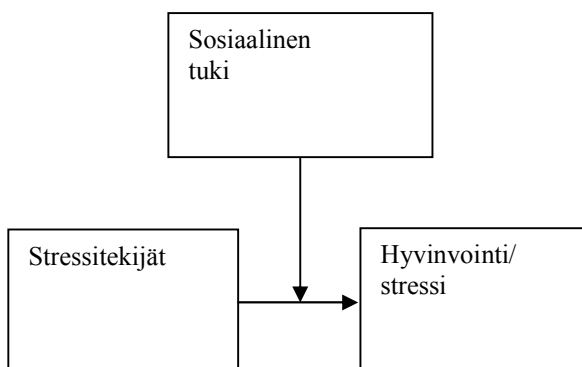 Sosiaalinen
tuki
Stressitekijät
Hyvinvointi/
stressi